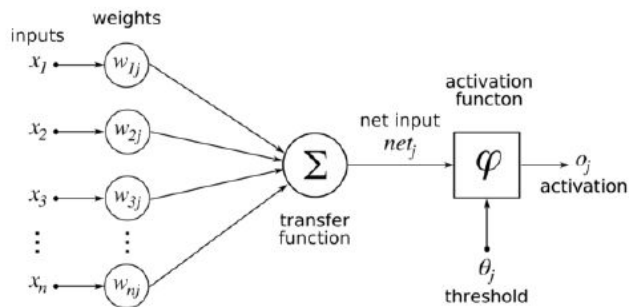 weights
inputs
x1 w1j
x2 w2j
x3 w3j
⋮ ⋮
xn wnj
Σ
transfer
function
net input
netj
activation
functon
φ
oj
activation
θj
threshold